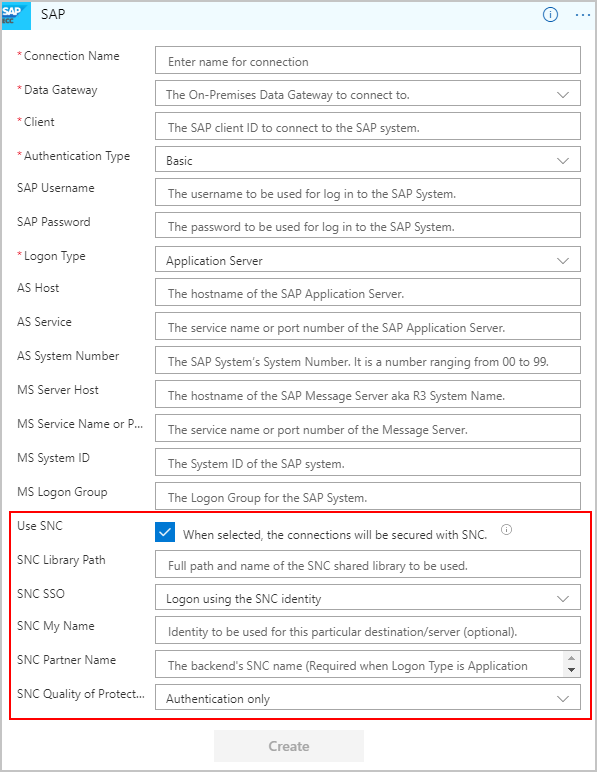 SAP
ECC
SAP
* Connection Name
Enter name for connection
* Data Gateway
The On-Premises Data Gateway to connect to.
* Client
The SAP client ID to connect to the SAP system.
* Authentication Type
Basic
SAP Username
The username to be used for log in to the SAP System.
SAP Password
The password to be used for log in to the SAP System.
* Logon Type
Application Server
AS Host
The hostname of the SAP Application Server.
AS Service
The service name or port number of the SAP Application Server.
AS System Number
The SAP System's System Number. It is a number ranging from 00 to 99.
MS Server Host
The hostname of the SAP Message Server aka R3 System Name.
MS Service Name or P...
The service name or port number of the Message Server.
MS System ID
The System ID of the SAP system.
MS Logon Group
The Logon Group for the SAP System.
Use SNC
When selected, the connections will be secured with SNC.
SNC Library Path
Full path and name of the SNC shared library to be used.
SNC SSO
Logon using the SNC identity
SNC My Name
Identity to be used for this particular destination/server (optional).
SNC Partner Name
The backend's SNC name (Required when Logon Type is Application
SNC Quality of Protect...
Authentication only
Create